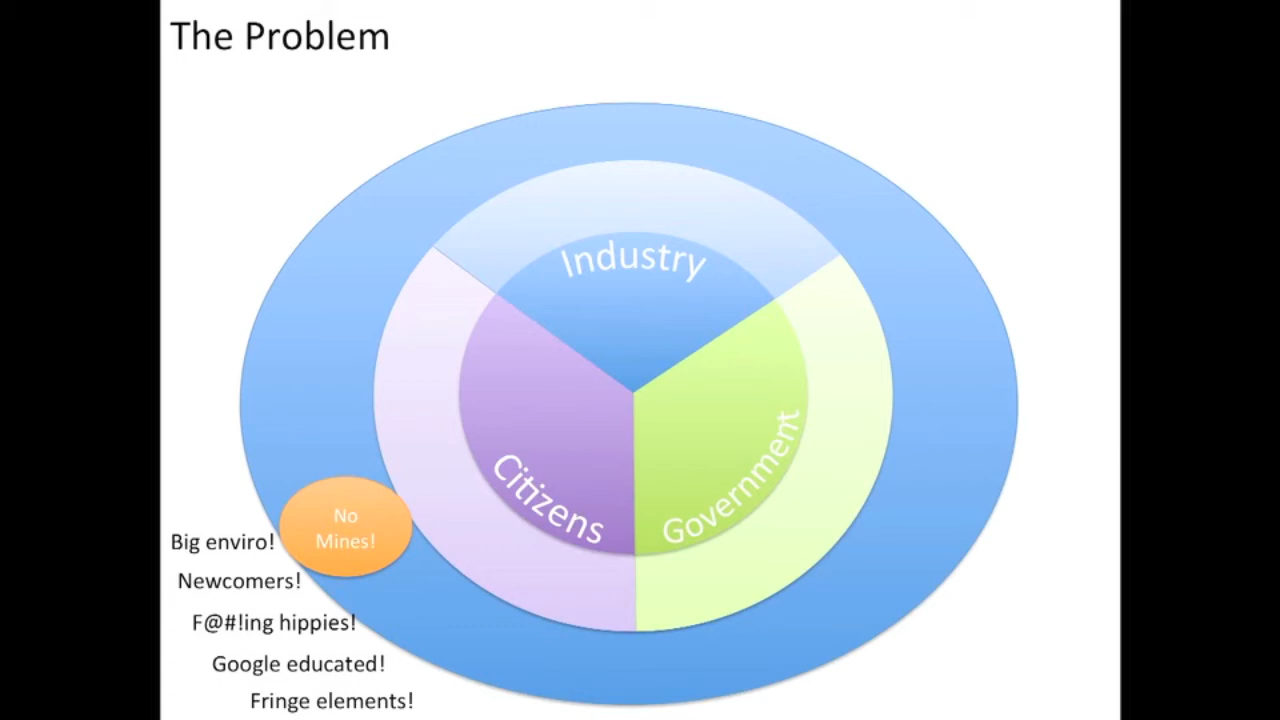 The Problem
Industry
Citizens
Government
No
Mines!
Big enviro!
Newcomers!
F@#!ing hippies!
Google educated!
Fringe elements!